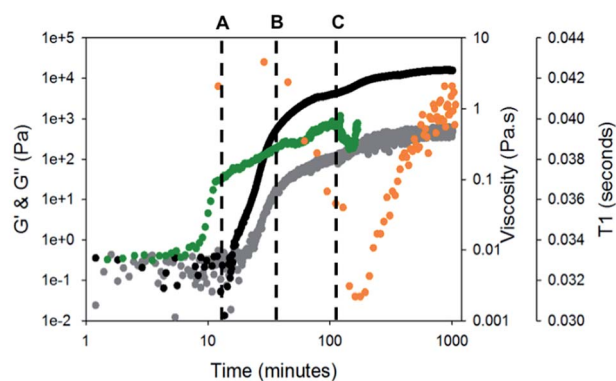 A B C
1e+5 10 0.044
1e+4 0.042
1e+3 1 0.040
1e+2 0.038
1e+1 0.1 0.036
1e+0 0.01 0.034
1e-1 0.032
1e-2 0.001 0.030
G' & G" (Pa)
Viscosity (Pa.s)
T1 (seconds)
1 10 100 1000
Time (minutes)